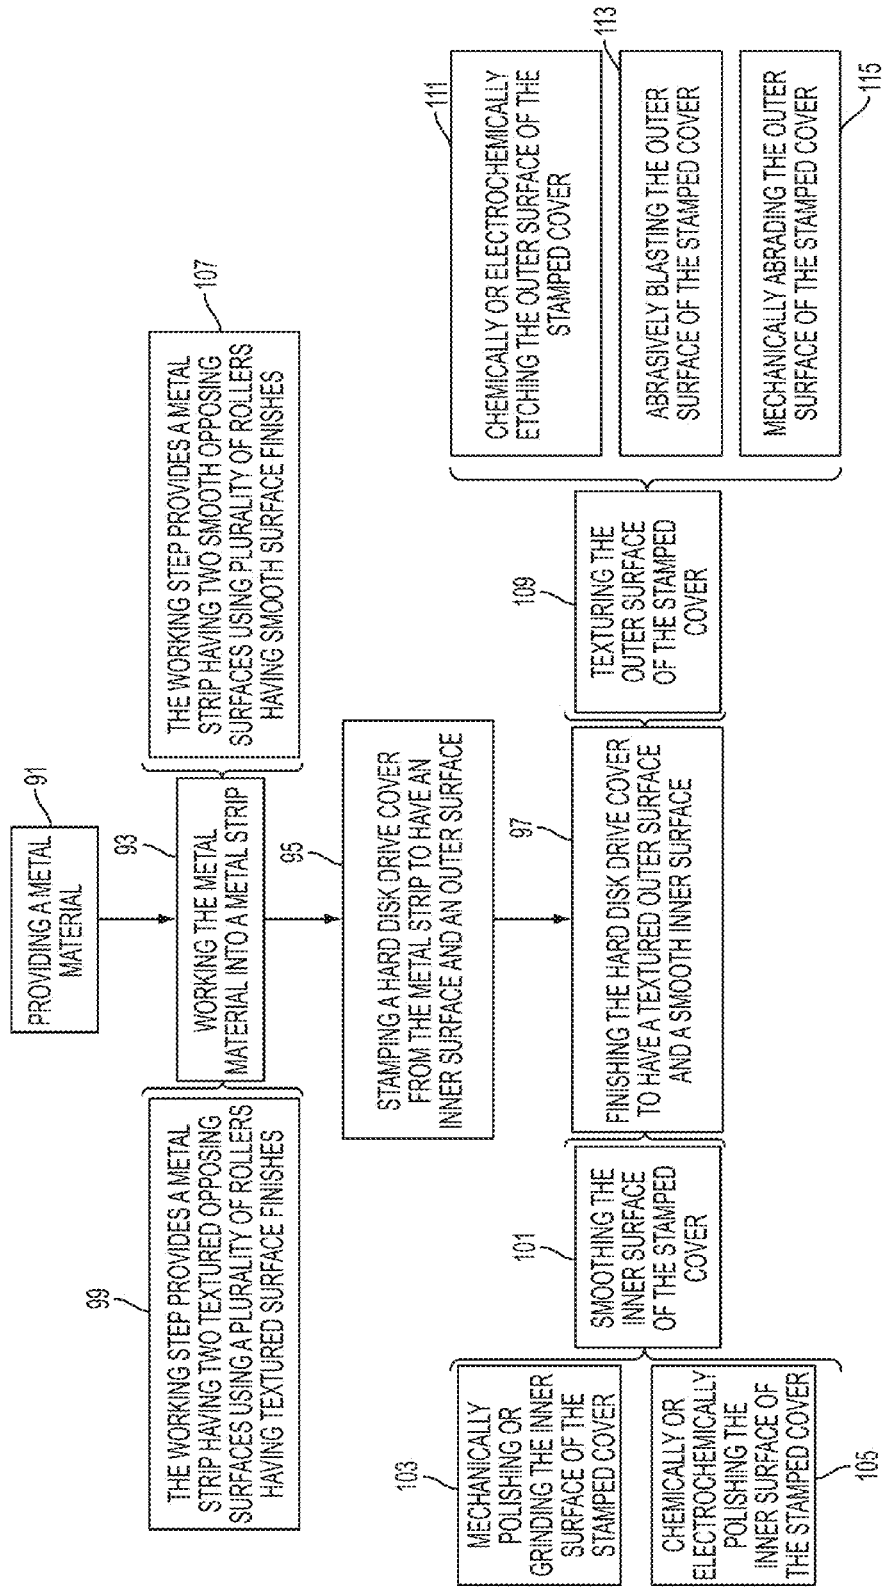 91
PROVIDING A METAL
MATERIAL
93
WORKING THE METAL
MATERIAL INTO A METAL STRIP
99
THE WORKING STEP PROVIDES A METAL
STRIP HAVING TWO TEXTURED OPPOSING
SURFACES USING A PLURALITY OF ROLLERS
HAVING TEXTURED SURFACE FINISHES
107
THE WORKING STEP PROVIDES A METAL
STRIP HAVING TWO SMOOTH OPPOSING
SURFACES USING PLURALITY OF ROLLERS
HAVING SMOOTH SURFACE FINISHES
95
STAMPING A HARD DISK DRIVE COVER
FROM THE METAL STRIP TO HAVE AN
INNER SURFACE AND AN OUTER SURFACE
97
FINISHING THE HARD DISK DRIVE COVER
TO HAVE A TEXTURED OUTER SURFACE
AND A SMOOTH INNER SURFACE
101
SMOOTHING THE
INNER SURFACE
OF THE STAMPED
COVER
103
MECHANICALLY
POLISHING OR
GRINDING THE INNER
SURFACE OF THE
STAMPED COVER
CHEMICALLY OR
ELECTROCHEMICALLY
POLISHING THE
INNER SURFACE OF
THE STAMPED COVER
105
109
TEXTURING THE
OUTER SURFACE
OF THE STAMPED
COVER
111
CHEMICALLY OR ELECTROCHEMICALLY
ETCHING THE OUTER SURFACE OF THE
STAMPED COVER
113
ABRASIVELY BLASTING THE OUTER
SURFACE OF THE STAMPED COVER
MECHANICALLY ABRADING THE OUTER
SURFACE OF THE STAMPED COVER
115